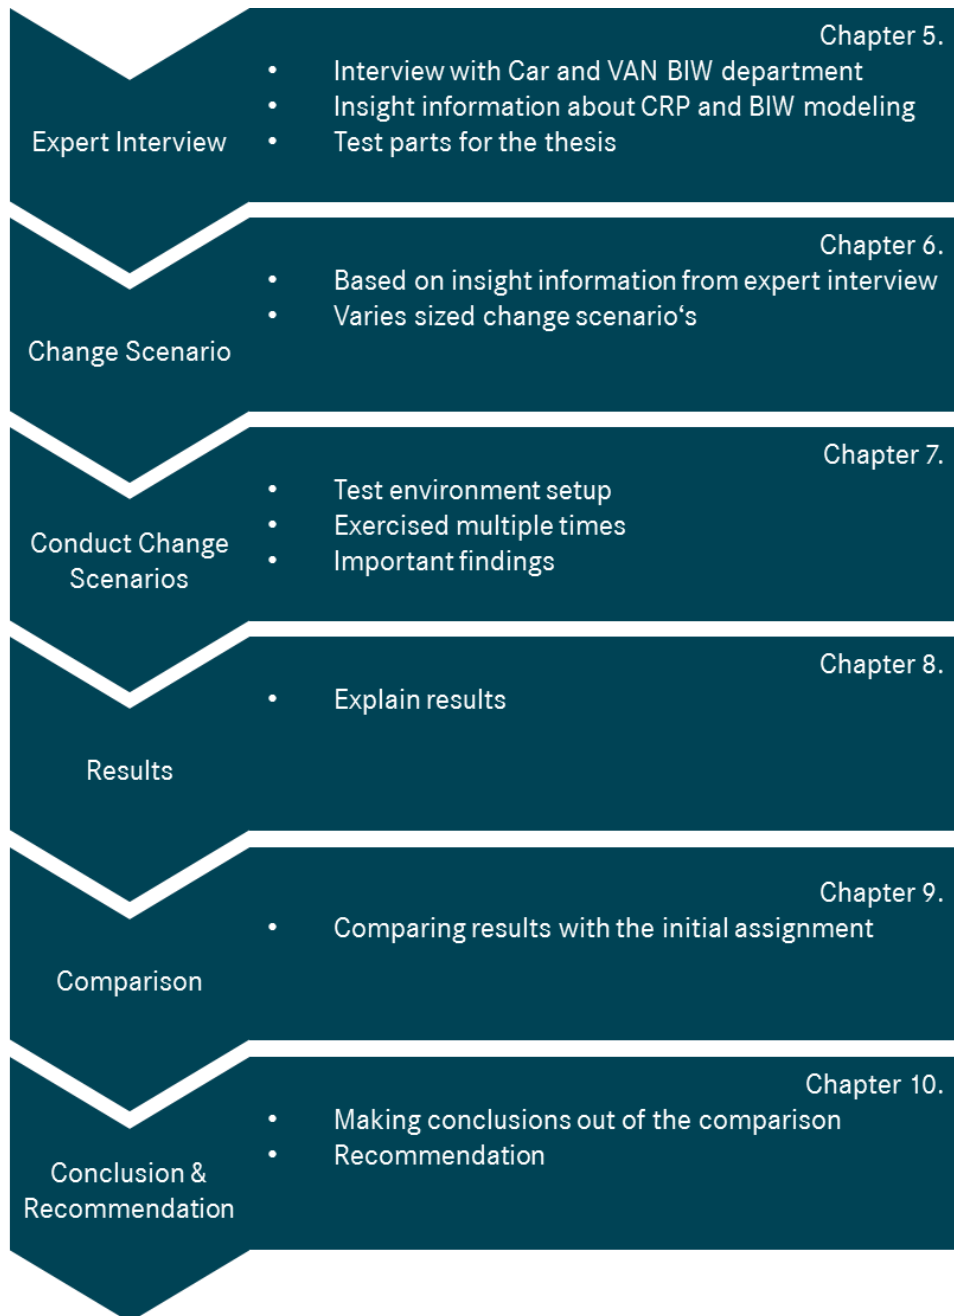 Chapter 5.
Expert Interview
• Interview with Car and VAN BIW department
• Insight information about CRP and BIW modeling
• Test parts for the thesis
Chapter 6.
Change Scenario
• Based on insight information from expert interview
• Varies sized change scenario‘s
Chapter 7.
Conduct Change
Scenarios
• Test environment setup
• Exercised multiple times
• Important findings
Chapter 8.
Results
• Explain results
Chapter 9.
Comparison
• Comparing results with the initial assignment
Chapter 10.
Conclusion &
Recommendation
• Making conclusions out of the comparison
• Recommendation